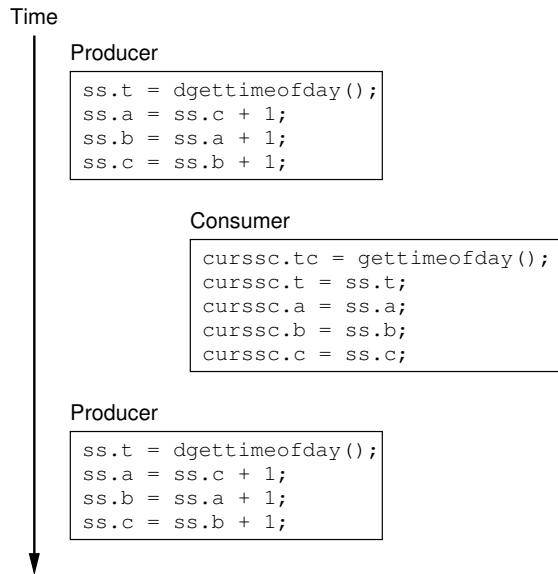 Time
Producer
ss.t = dgettimeofday();
ss.a = ss.c + 1;
ss.b = ss.a + 1;
ss.c = ss.b + 1;
Consumer
curssc.tc = gettimeofday();
curssc.t = ss.t;
curssc.a = ss.a;
curssc.b = ss.b;
curssc.c = ss.c;
Producer
ss.t = dgettimeofday();
ss.a = ss.c + 1;
ss.b = ss.a + 1;
ss.c = ss.b + 1;